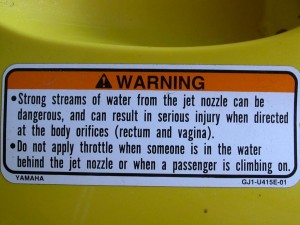 WARNING
•Strong streams of water from the jet nozzle can be
dangerous, and can result in serious injury when directed
at the body orifices (rectum and vagina).
•Do not apply throttle when someone is in the water
behind the jet nozzle or when a passenger is climbing on.
YAMAHA GJ1-U415E-01